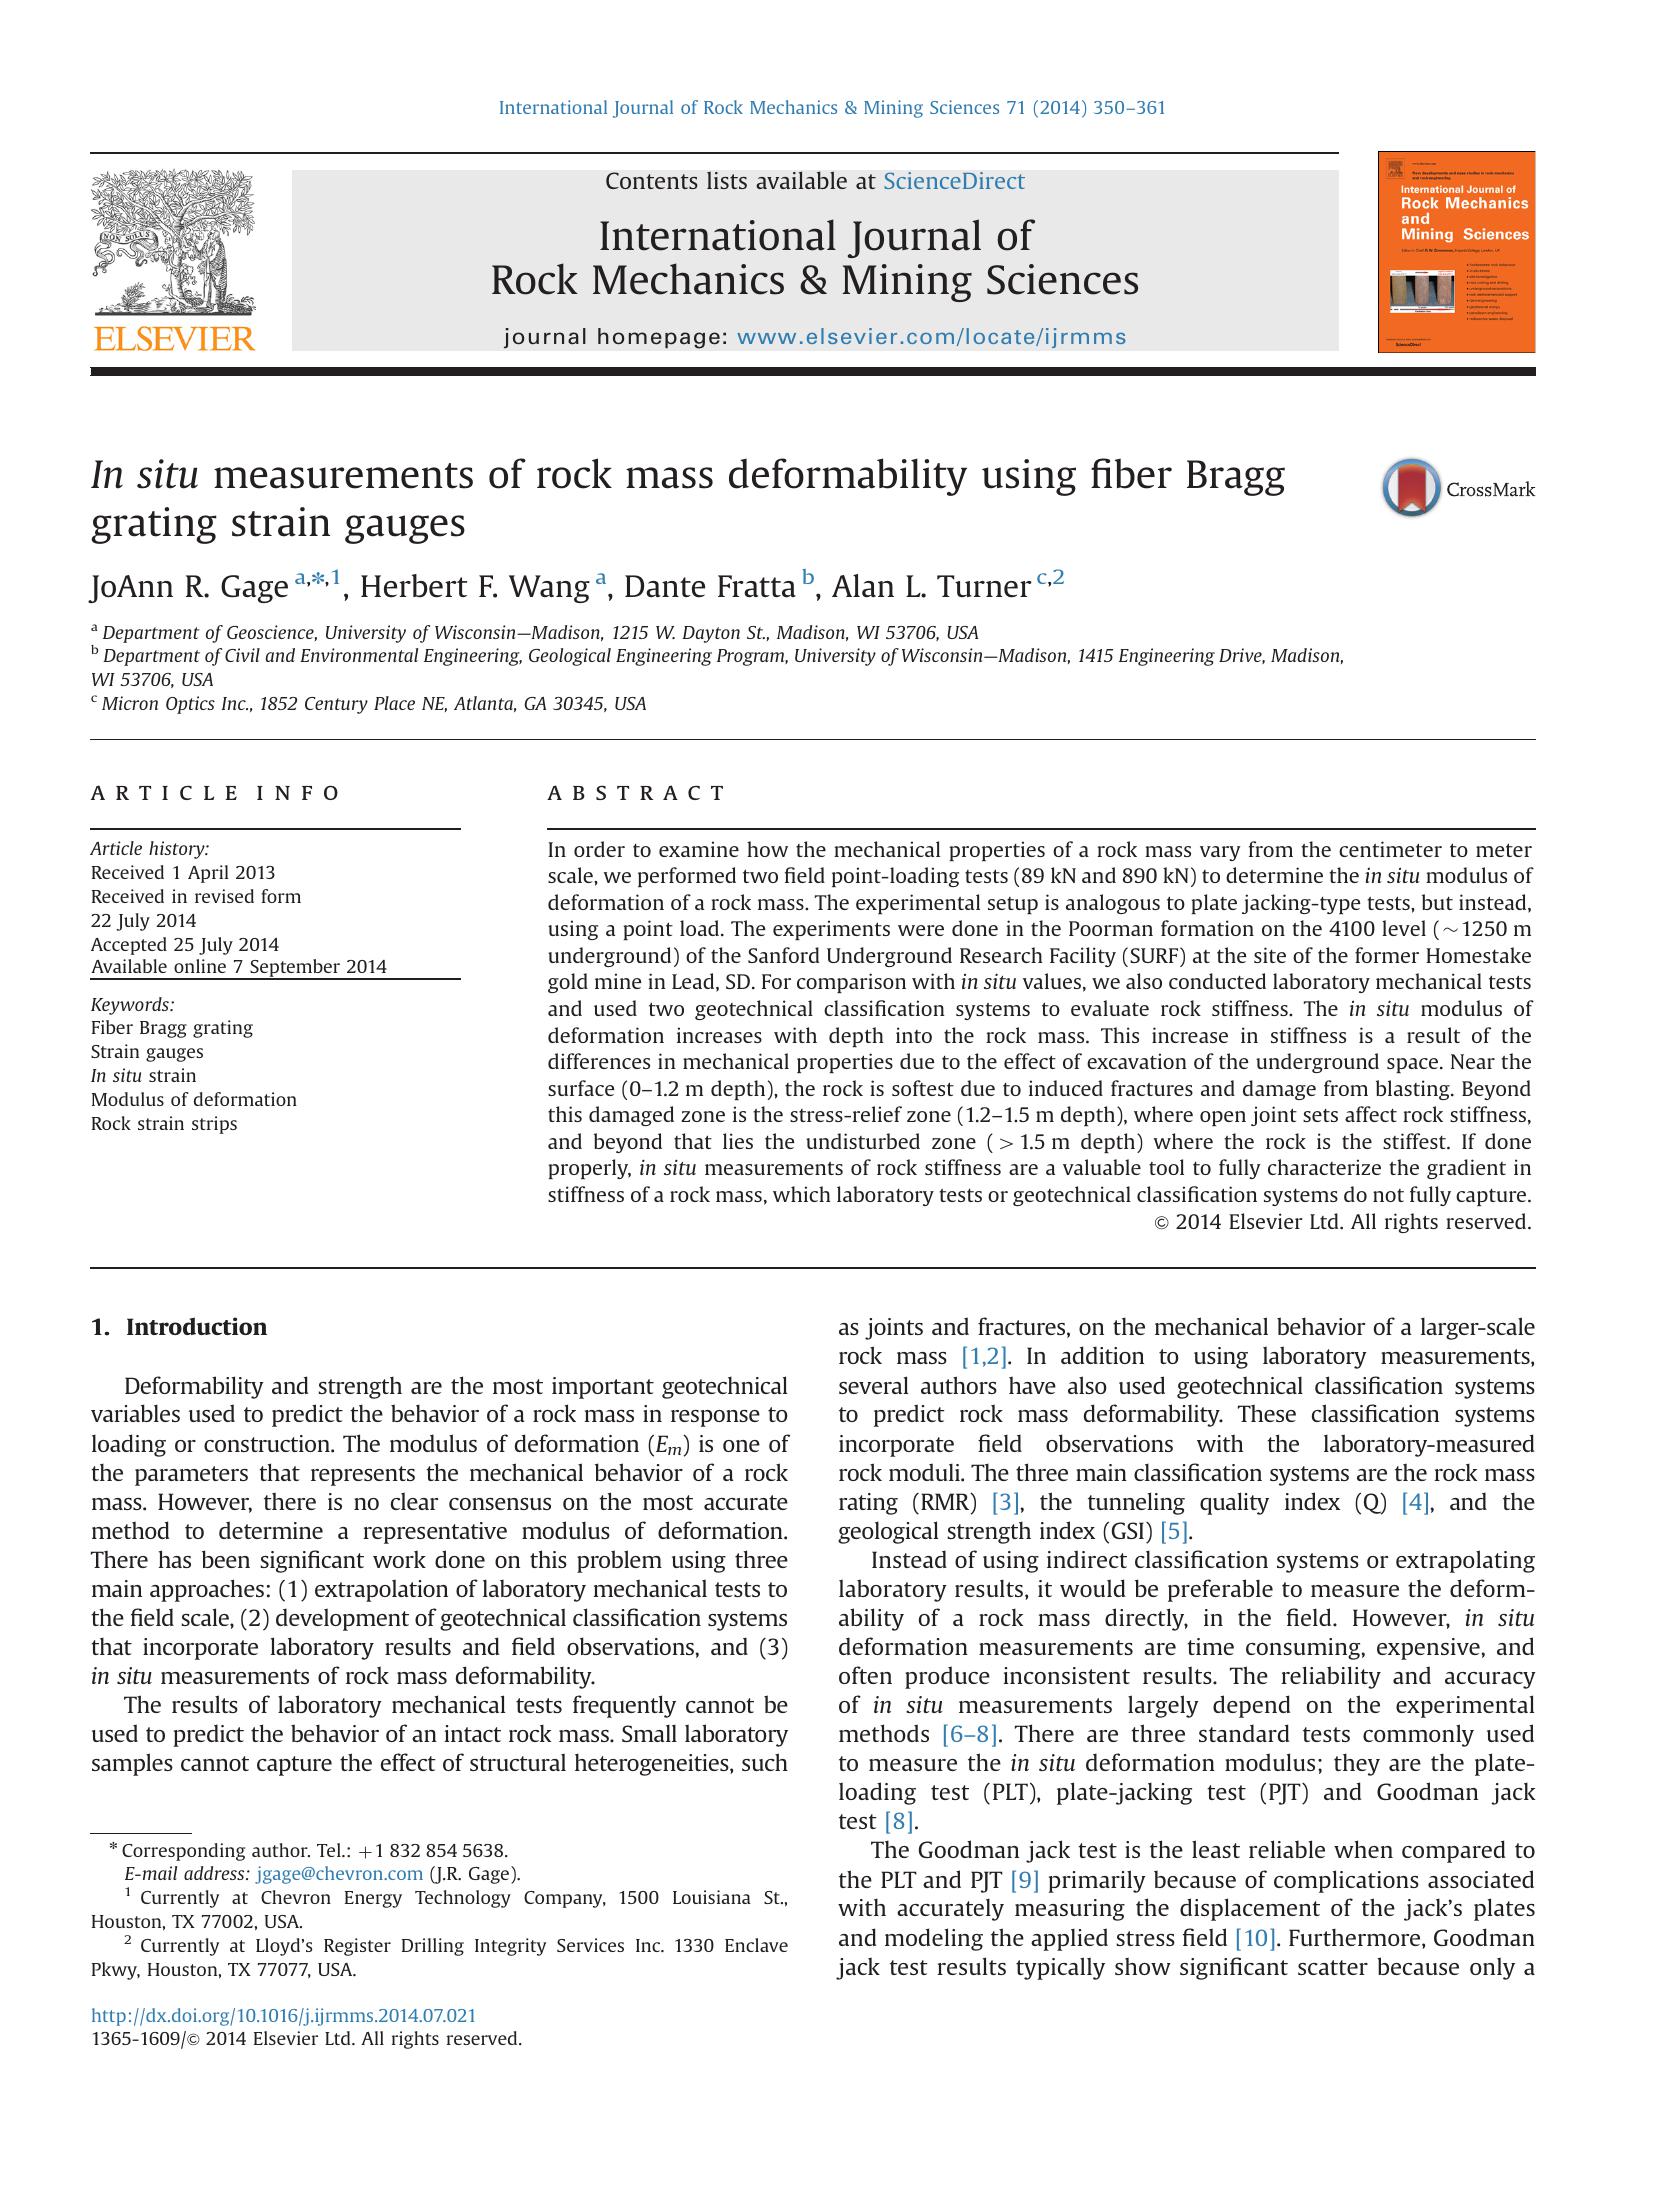 International Journal of Rock Mechanics & Mining Sciences 71 (2014) 350–361
NON SOLUS
ELSEVIER
Contents lists available at ScienceDirect
International Journal of
Rock Mechanics & Mining Sciences
journal homepage: www.elsevier.com/locate/ijrmms
International Journal of
Rock Mechanics
and
Mining Sciences
ScienceDirect
In situ measurements of rock mass deformability using fiber Bragg
grating strain gauges
CrossMark
JoAnn R. Gage a,*,1, Herbert F. Wang a, Dante Fratta b, Alan L. Turner c,2
a Department of Geoscience, University of Wisconsin—Madison, 1215 W. Dayton St., Madison, WI 53706, USA
b Department of Civil and Environmental Engineering, Geological Engineering Program, University of Wisconsin—Madison, 1415 Engineering Drive, Madison,
WI 53706, USA
c Micron Optics Inc., 1852 Century Place NE, Atlanta, GA 30345, USA
ARTICLE INFO
Article history:
Received 1 April 2013
Received in revised form
22 July 2014
Accepted 25 July 2014
Available online 7 September 2014
Keywords:
Fiber Bragg grating
Strain gauges
In situ strain
Modulus of deformation
Rock strain strips
ABSTRACT
In order to examine how the mechanical properties of a rock mass vary from the centimeter to meter
scale, we performed two field point-loading tests (89 kN and 890 kN) to determine the in situ modulus of
deformation of a rock mass. The experimental setup is analogous to plate jacking-type tests, but instead,
using a point load. The experiments were done in the Poorman formation on the 4100 level (∼1250 m
underground) of the Sanford Underground Research Facility (SURF) at the site of the former Homestake
gold mine in Lead, SD. For comparison with in situ values, we also conducted laboratory mechanical tests
and used two geotechnical classification systems to evaluate rock stiffness. The in situ modulus of
deformation increases with depth into the rock mass. This increase in stiffness is a result of the
differences in mechanical properties due to the effect of excavation of the underground space. Near the
surface (0–1.2 m depth), the rock is softest due to induced fractures and damage from blasting. Beyond
this damaged zone is the stress-relief zone (1.2–1.5 m depth), where open joint sets affect rock stiffness,
and beyond that lies the undisturbed zone (>1.5 m depth) where the rock is the stiffest. If done
properly, in situ measurements of rock stiffness are a valuable tool to fully characterize the gradient in
stiffness of a rock mass, which laboratory tests or geotechnical classification systems do not fully capture.
© 2014 Elsevier Ltd. All rights reserved.
1. Introduction
Deformability and strength are the most important geotechnical
variables used to predict the behavior of a rock mass in response to
loading or construction. The modulus of deformation (Em) is one of
the parameters that represents the mechanical behavior of a rock
mass. However, there is no clear consensus on the most accurate
method to determine a representative modulus of deformation.
There has been significant work done on this problem using three
main approaches: (1) extrapolation of laboratory mechanical tests to
the field scale, (2) development of geotechnical classification systems
that incorporate laboratory results and field observations, and (3)
in situ measurements of rock mass deformability.
The results of laboratory mechanical tests frequently cannot be
used to predict the behavior of an intact rock mass. Small laboratory
samples cannot capture the effect of structural heterogeneities, such
* Corresponding author. Tel.: +1 832 854 5638.
E-mail address: jgage@chevron.com (J.R. Gage).
1 Currently at Chevron Energy Technology Company, 1500 Louisiana St.,
Houston, TX 77002, USA.
2 Currently at Lloyd's Register Drilling Integrity Services Inc. 1330 Enclave
Pkwy, Houston, TX 77077, USA.
as joints and fractures, on the mechanical behavior of a larger-scale
rock mass [1,2]. In addition to using laboratory measurements,
several authors have also used geotechnical classification systems
to predict rock mass deformability. These classification systems
incorporate field observations with the laboratory-measured
rock moduli. The three main classification systems are the rock mass
rating (RMR) [3], the tunneling quality index (Q) [4], and the
geological strength index (GSI) [5].
Instead of using indirect classification systems or extrapolating
laboratory results, it would be preferable to measure the deform-
ability of a rock mass directly, in the field. However, in situ
deformation measurements are time consuming, expensive, and
often produce inconsistent results. The reliability and accuracy
of in situ measurements largely depend on the experimental
methods [6–8]. There are three standard tests commonly used
to measure the in situ deformation modulus; they are the plate-
loading test (PLT), plate-jacking test (PJT) and Goodman jack
test [8].
The Goodman jack test is the least reliable when compared to
the PLT and PJT [9] primarily because of complications associated
with accurately measuring the displacement of the jack's plates
and modeling the applied stress field [10]. Furthermore, Goodman
jack test results typically show significant scatter because only a
http://dx.doi.org/10.1016/j.ijrmms.2014.07.021
1365-1609/© 2014 Elsevier Ltd. All rights reserved.